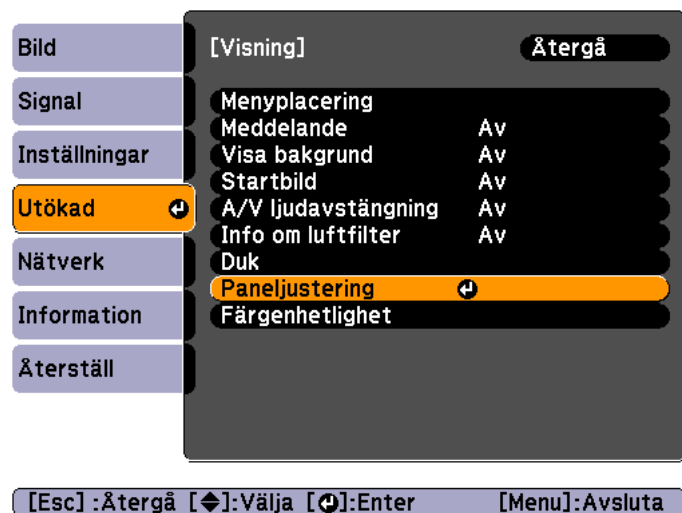 Bild
Signal
Inställningar
Utökad
Nätverk
Information
Återställ
[Visning] Återgå
Menyplacering
Meddelande Av
Visa bakgrund Av
Startbild Av
A/V ljudavstängning Av
Info om luftfilter Av
Duk
Paneljustering
Färgenhetlighet
[Esc] :Återgå [◆]:Välja [↵]:Enter [Menu]:Avsluta